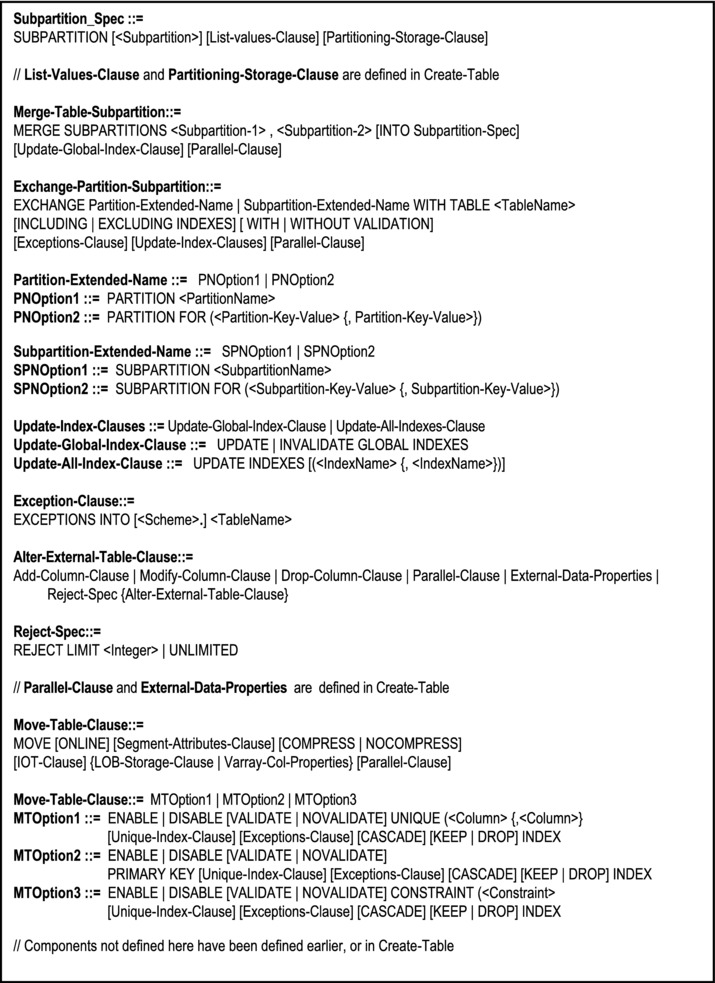 Subpartition_Spec ::=
SUBPARTITION [<Subpartition>] [List-values-Clause] [Partitioning-Storage-Clause]
// List-Values-Clause and Partitioning-Storage-Clause are defined in Create-Table
Merge-Table-Subpartition::=
MERGE SUBPARTITIONS <Subpartition-1> , <Subpartition-2> [INTO Subpartition-Spec]
[Update-Global-Index-Clause] [Parallel-Clause]
Exchange-Partition-Subpartition::=
EXCHANGE Partition-Extended-Name | Subpartition-Extended-Name WITH TABLE <TableName>
[INCLUDING | EXCLUDING INDEXES] [ WITH | WITHOUT VALIDATION]
[Exceptions-Clause] [Update-Index-Clauses] [Parallel-Clause]
Partition-Extended-Name ::= PNOption1 | PNOption2
PNOption1 ::= PARTITION <PartitionName>
PNOption2 ::= PARTITION FOR (<Partition-Key-Value> {, Partition-Key-Value>})
Subpartition-Extended-Name ::= SPNOption1 | SPNOption2
SPNOption1 ::= SUBPARTITION <SubpartitionName>
SPNOption2 ::= SUBPARTITION FOR (<Subpartition-Key-Value> {, Subpartition-Key-Value>})
Update-Index-Clauses ::= Update-Global-Index-Clause | Update-All-Indexes-Clause
Update-Global-Index-Clause ::= UPDATE | INVALIDATE GLOBAL INDEXES
Update-All-Index-Clause ::= UPDATE INDEXES [(<IndexName> {, <IndexName>})]
Exception-Clause::=
EXCEPTIONS INTO [<Scheme>.] <TableName>
Alter-External-Table-Clause::=
Add-Column-Clause | Modify-Column-Clause | Drop-Column-Clause | Parallel-Clause | External-Data-Properties |
Reject-Spec {Alter-External-Table-Clause}
Reject-Spec::=
REJECT LIMIT <Integer> | UNLIMITED
// Parallel-Clause and External-Data-Properties are defined in Create-Table
Move-Table-Clause::=
MOVE [ONLINE] [Segment-Attributes-Clause] [COMPRESS | NOCOMPRESS]
[IOT-Clause] {LOB-Storage-Clause | Varray-Col-Properties} [Parallel-Clause]
Move-Table-Clause::= MTOption1 | MTOption2 | MTOption3
MTOption1 ::= ENABLE | DISABLE [VALIDATE | NOVALIDATE] UNIQUE (<Column> {,<Column>}
[Unique-Index-Clause] [Exceptions-Clause] [CASCADE] [KEEP | DROP] INDEX
MTOption2 ::= ENABLE | DISABLE [VALIDATE | NOVALIDATE]
PRIMARY KEY [Unique-Index-Clause] [Exceptions-Clause] [CASCADE] [KEEP | DROP] INDEX
MTOption3 ::= ENABLE | DISABLE [VALIDATE | NOVALIDATE] CONSTRAINT (<Constraint>
[Unique-Index-Clause] [Exceptions-Clause] [CASCADE] [KEEP | DROP] INDEX
// Components not defined here have been defined earlier, or in Create-Table